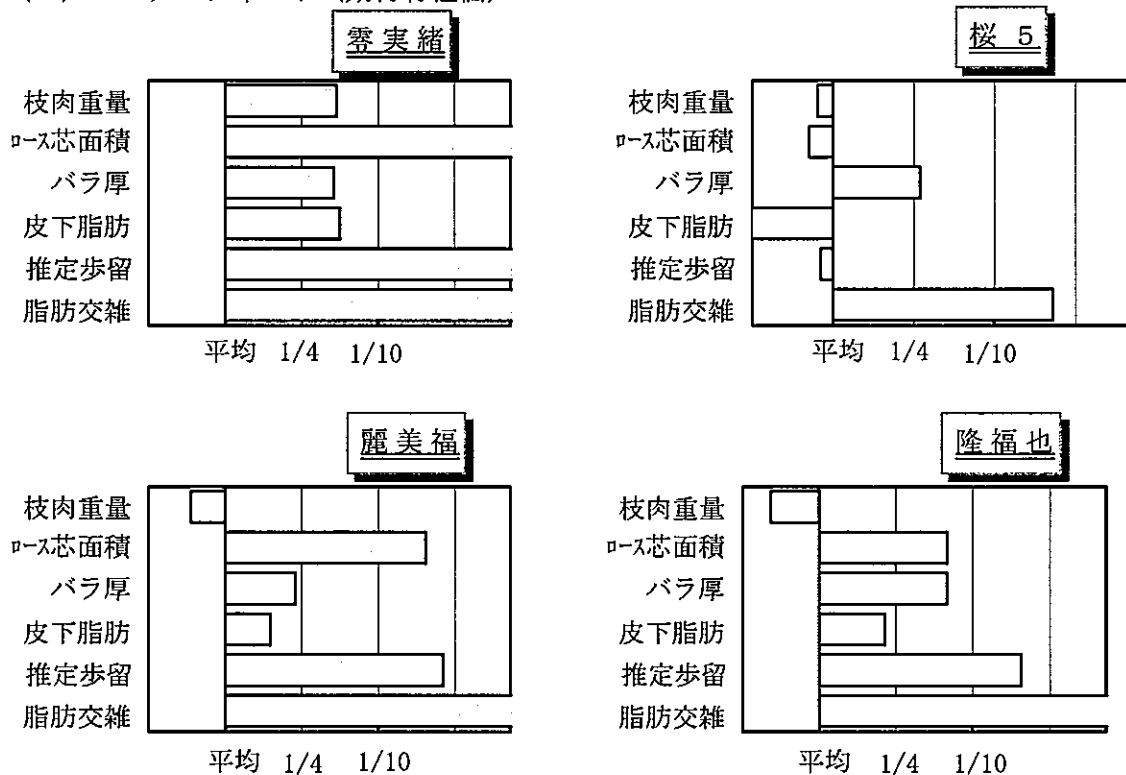 零実緒
枝肉重量
ロース芯面積
バラ厚
皮下脂肪
推定歩留
脂肪交雑
平均 1/4 1/10
桜 5
枝肉重量
ロース芯面積
バラ厚
皮下脂肪
推定歩留
脂肪交雑
平均 1/4 1/10
麗美福
枝肉重量
ロース芯面積
バラ厚
皮下脂肪
推定歩留
脂肪交雑
平均 1/4 1/10
隆福也
枝肉重量
ロース芯面積
バラ厚
皮下脂肪
推定歩留
脂肪交雑
平均 1/4 1/10